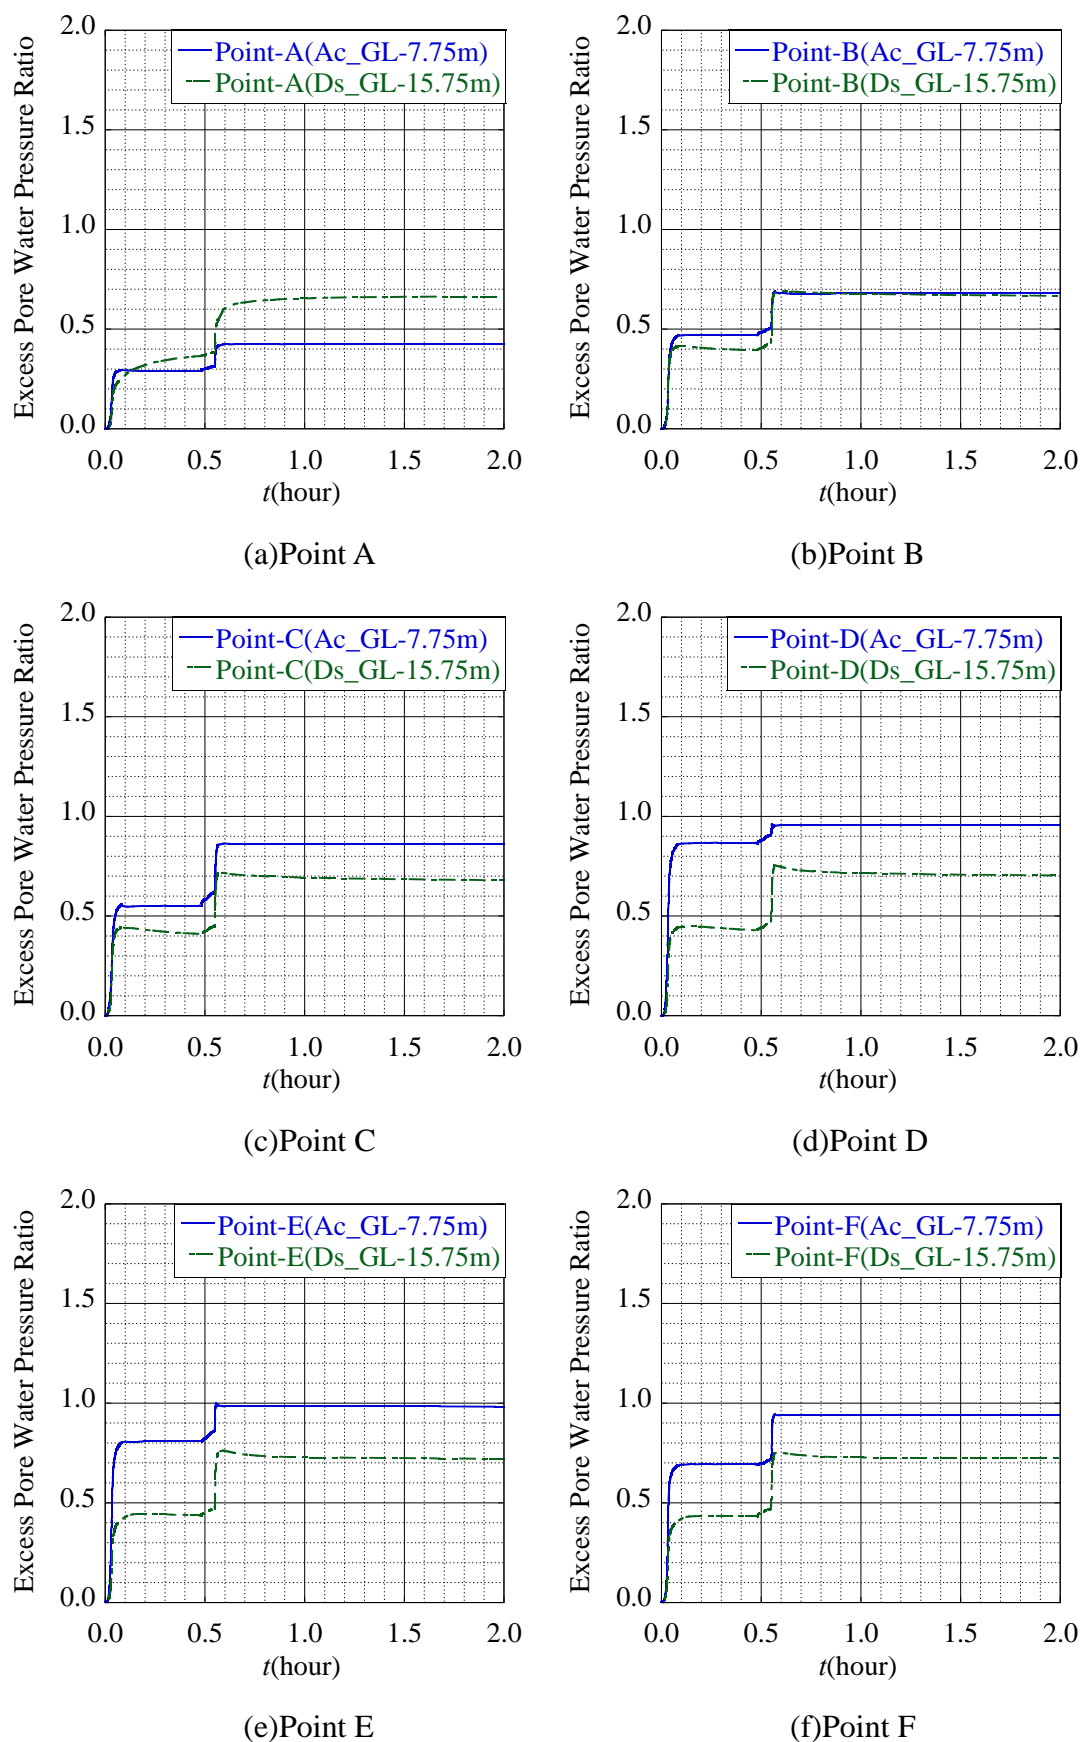 Excess Pore Water Pressure Ratio
2.0
1.5
1.0
0.5
0.0
Point-A(Ac_GL-7.75m)
Point-A(Ds_GL-15.75m)
0.0 0.5 1.0 1.5 2.0
t(hour)
(a)Point A
Excess Pore Water Pressure Ratio
2.0
1.5
1.0
0.5
0.0
Point-B(Ac_GL-7.75m)
Point-B(Ds_GL-15.75m)
0.0 0.5 1.0 1.5 2.0
t(hour)
(b)Point B
Excess Pore Water Pressure Ratio
2.0
1.5
1.0
0.5
0.0
Point-C(Ac_GL-7.75m)
Point-C(Ds_GL-15.75m)
0.0 0.5 1.0 1.5 2.0
t(hour)
(c)Point C
Excess Pore Water Pressure Ratio
2.0
1.5
1.0
0.5
0.0
Point-D(Ac_GL-7.75m)
Point-D(Ds_GL-15.75m)
0.0 0.5 1.0 1.5 2.0
t(hour)
(d)Point D
Excess Pore Water Pressure Ratio
2.0
1.5
1.0
0.5
0.0
Point-E(Ac_GL-7.75m)
Point-E(Ds_GL-15.75m)
0.0 0.5 1.0 1.5 2.0
t(hour)
(e)Point E
Excess Pore Water Pressure Ratio
2.0
1.5
1.0
0.5
0.0
Point-F(Ac_GL-7.75m)
Point-F(Ds_GL-15.75m)
0.0 0.5 1.0 1.5 2.0
t(hour)
(f)Point F